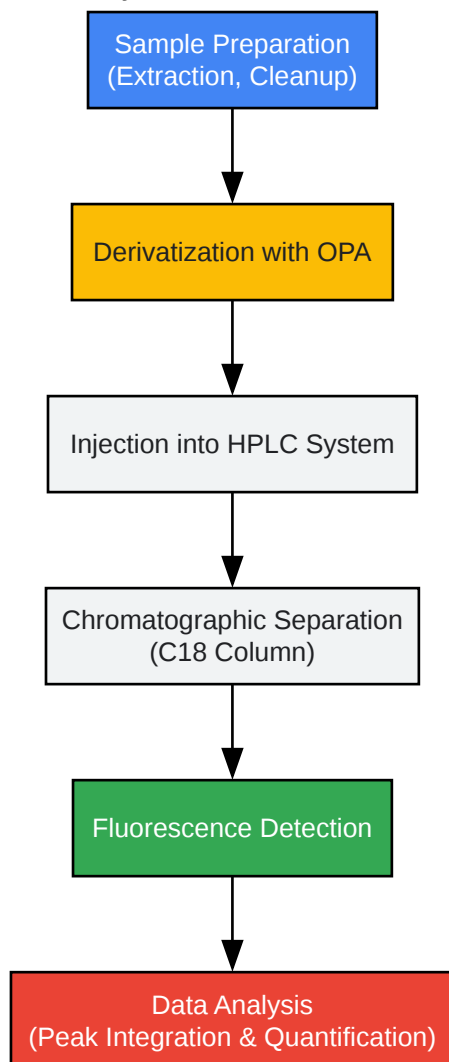 Sample Preparation
(Extraction, Cleanup)
Derivatization with OPA
Injection into HPLC System
Chromatographic Separation
(C18 Column)
Fluorescence Detection
Data Analysis
(Peak Integration & Quantification)